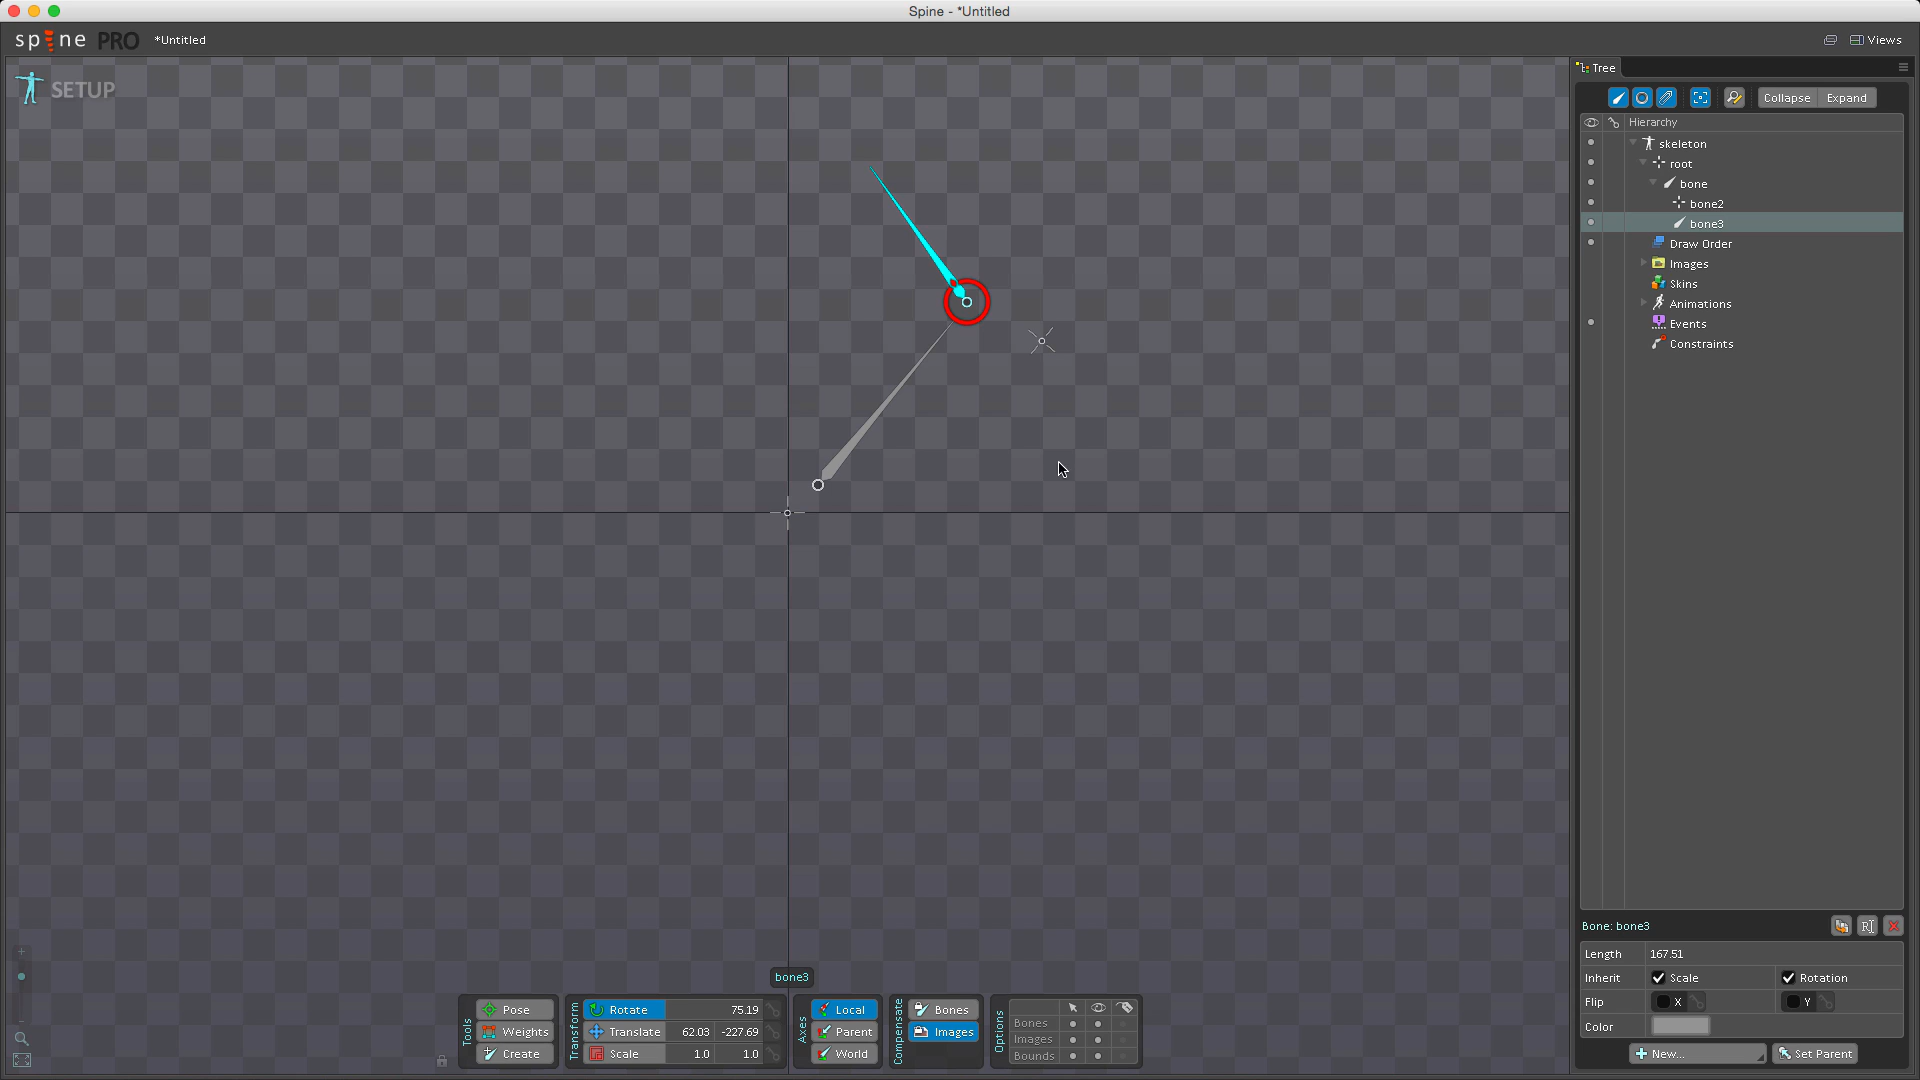 Spine - *Untitled
spine PRO *Untitled Views
SETUP
Tree
Collapse Expand
Hierarchy
skeleton
root
bone
bone2
bone3
Draw Order
Images
Skins
Animations
Events
Constraints
Bone: bone3
Length 167.51
Inherit Scale Rotation
Flip X Y
Color
New... Set Parent
bone3
Tools
Pose
Weights
Create
Transform
Rotate 75.19
Translate 62.03 -227.69
Scale 1.0 1.0
Axes
Local
Parent
World
Compensate
Bones
Images
Options
Bones
Images
Bounds